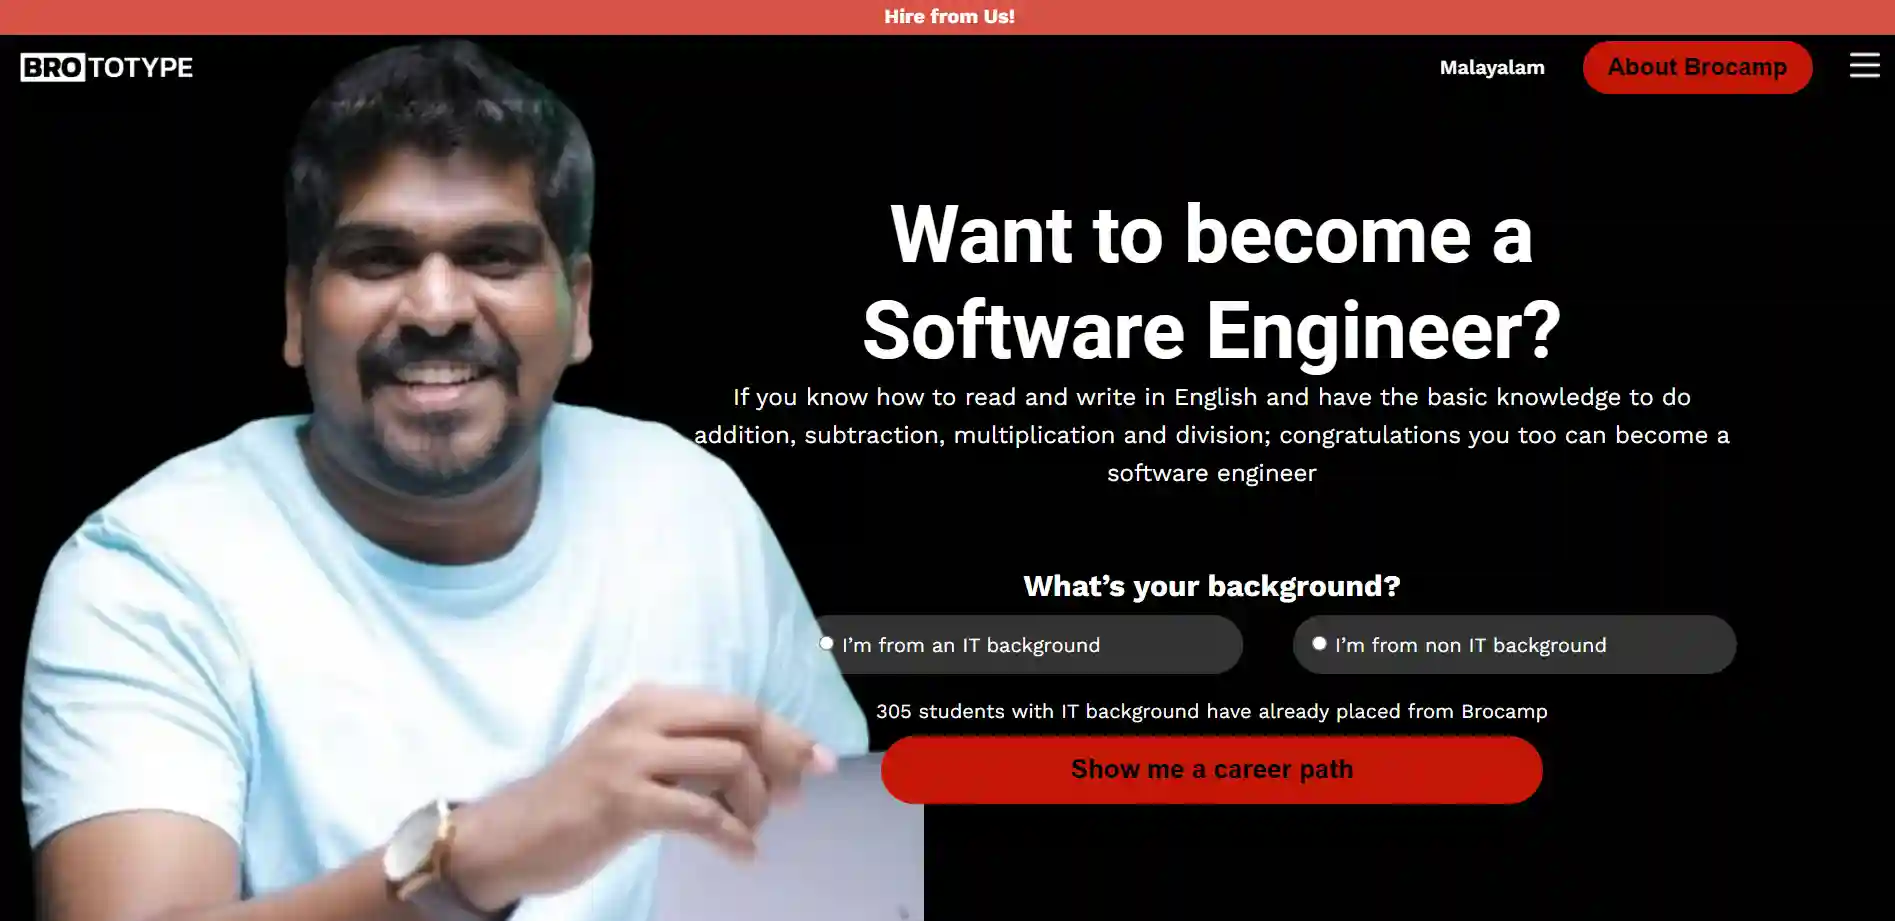 Hire from Us!
BROTOTYPE
Malayalam
About Brocamp
Want to become a
Software Engineer?
If you know how to read and write in English and have the basic knowledge to do
addition, subtraction, multiplication and division; congratulations you too can become a
software engineer
What’s your background?
I’m from an IT background
I’m from non IT background
305 students with IT background have already placed from Brocamp
Show me a career path